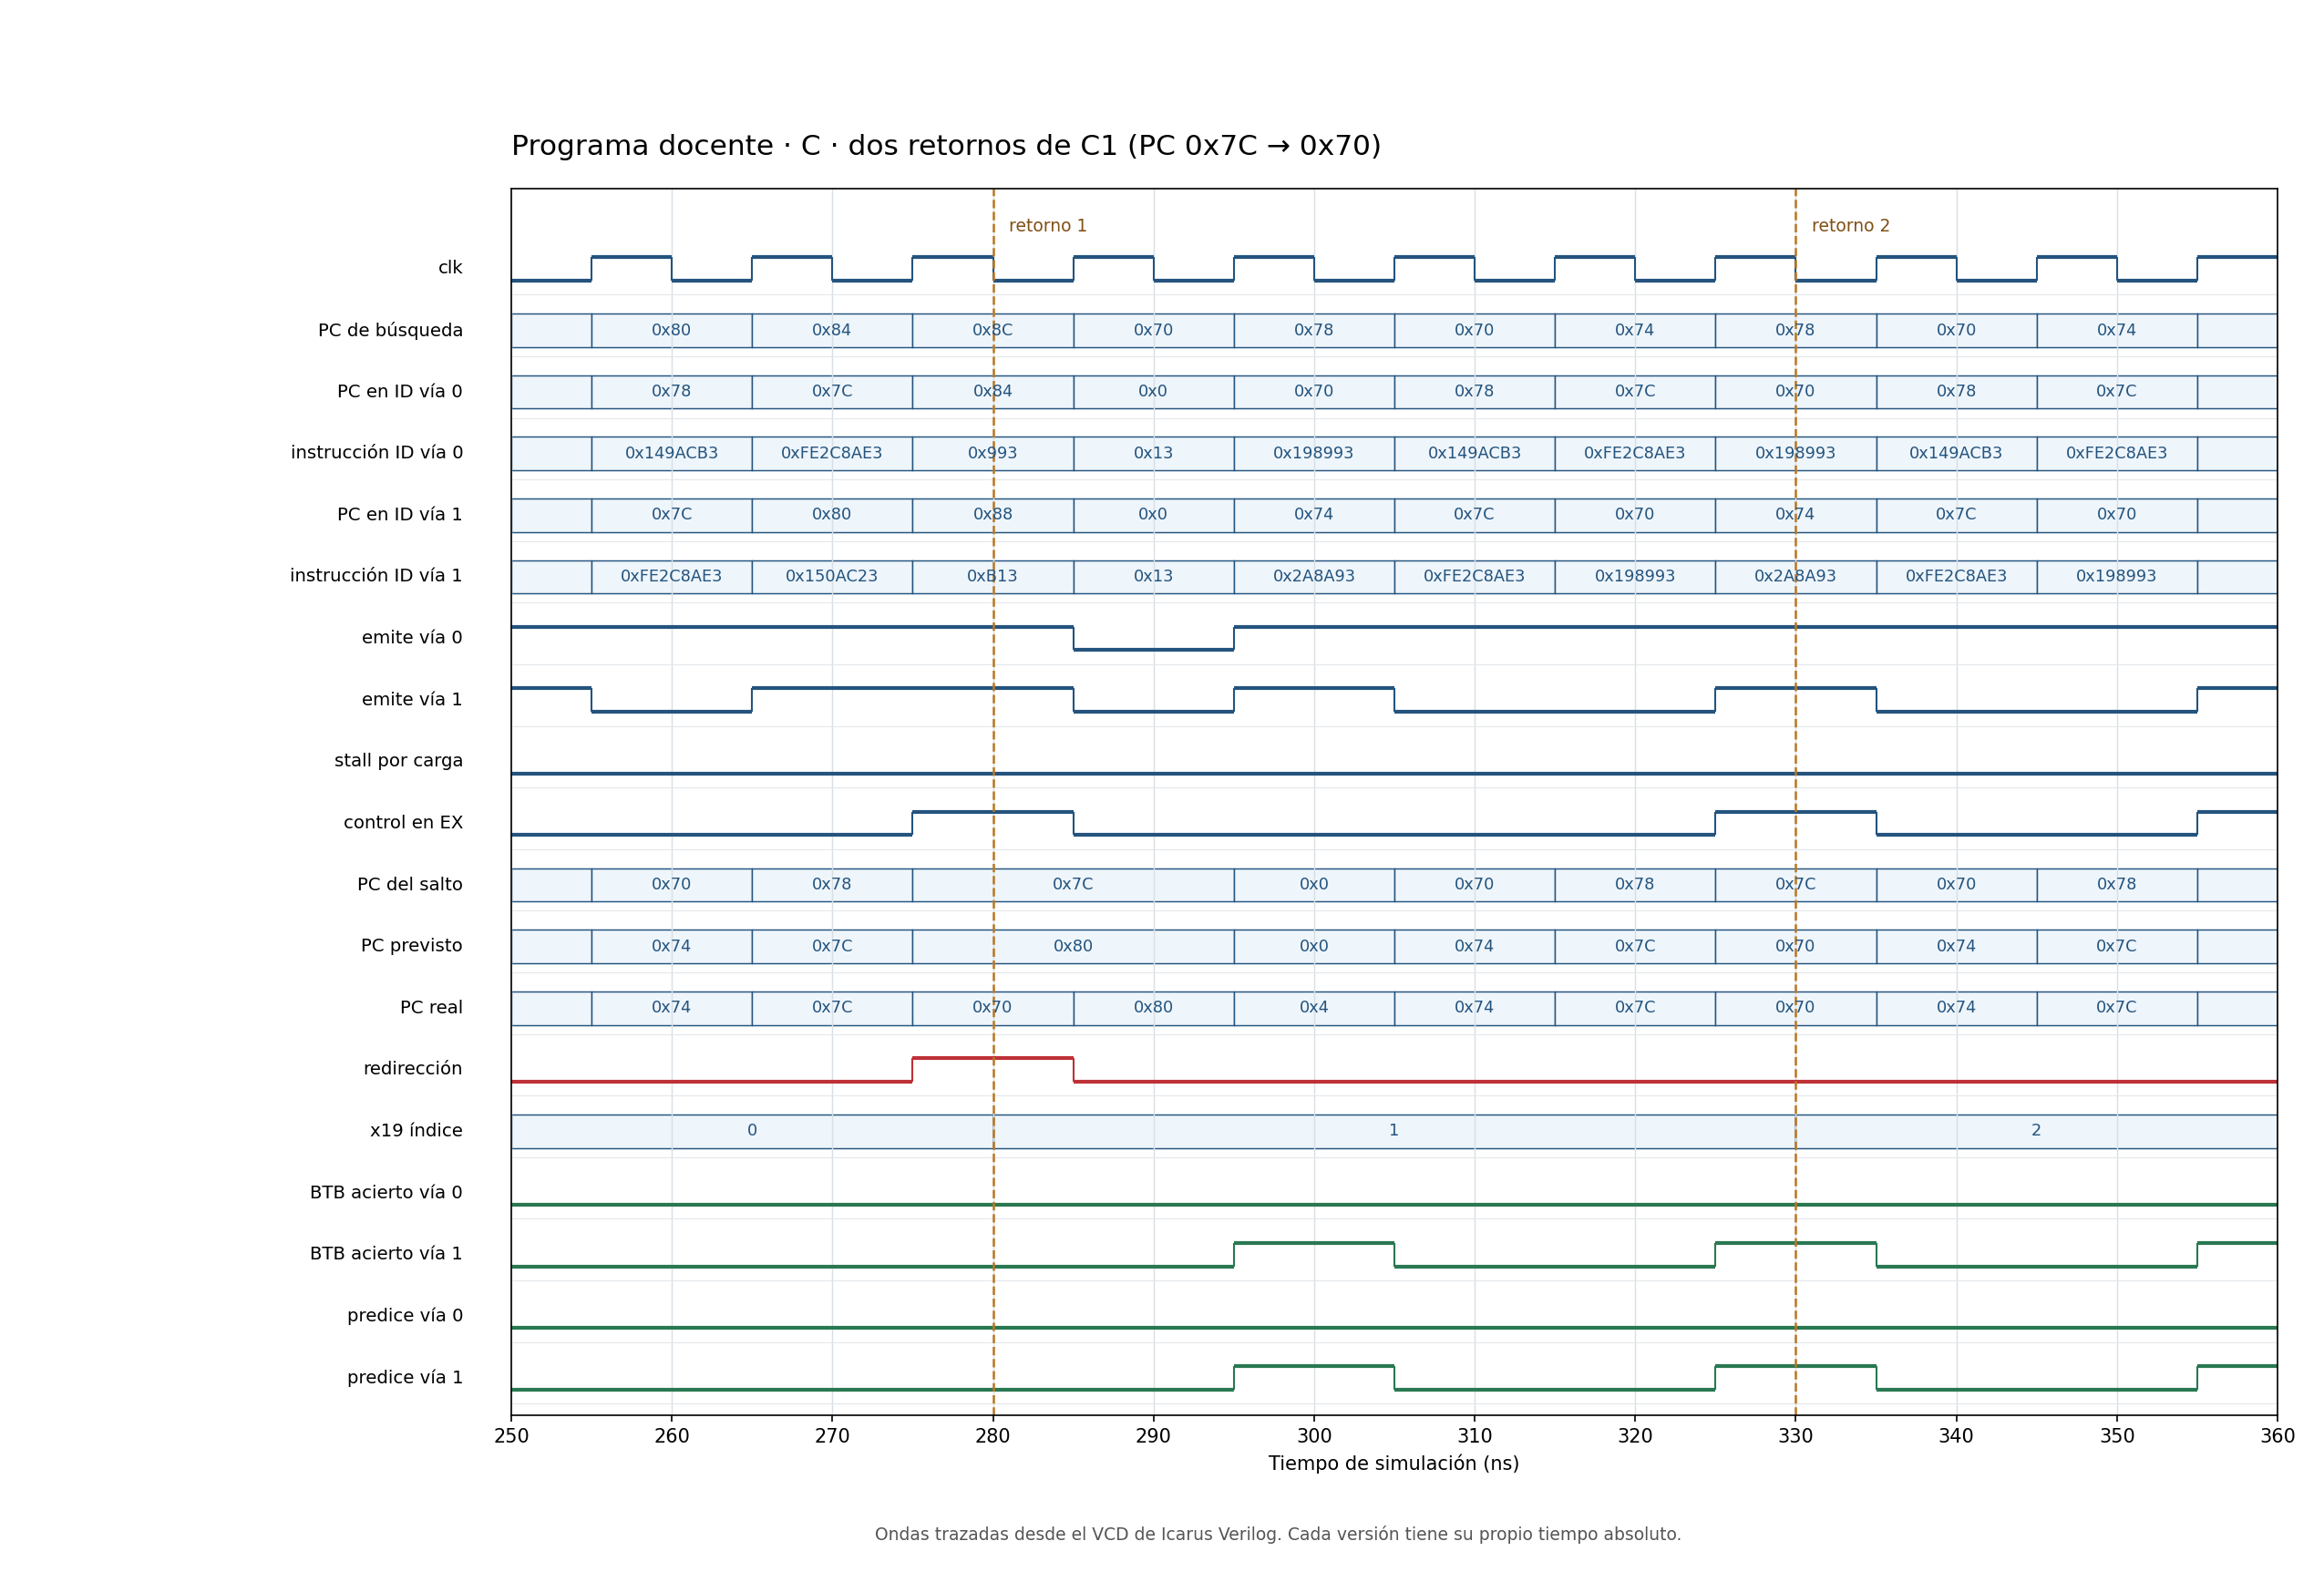 Programa docente · C · dos retornos de C1 (PC 0x7C → 0x70)
retorno 1 retorno 2
clk
PC de búsqueda 0x80 0x84 0x8C 0x70 0x78 0x70 0x74 0x78 0x70 0x74
PC en ID vía 0 0x78 0x7C 0x84 0x0 0x70 0x78 0x7C 0x70 0x78 0x7C
instrucción ID vía 0 0x149ACB3 0xFE2C8AE3 0x993 0x13 0x198993 0x149ACB3 0xFE2C8AE3 0x198993 0x149ACB3 0xFE2C8AE3
PC en ID vía 1 0x7C 0x80 0x88 0x0 0x74 0x7C 0x70 0x74 0x7C 0x70
instrucción ID vía 1 0xFE2C8AE3 0x150AC23 0xB13 0x13 0x2A8A93 0xFE2C8AE3 0x198993 0x2A8A93 0xFE2C8AE3 0x198993
emite vía 0
emite vía 1
stall por carga
control en EX
PC del salto 0x70 0x78 0x7C 0x0 0x70 0x78 0x7C 0x70 0x78
PC previsto 0x74 0x7C 0x80 0x0 0x74 0x7C 0x70 0x74 0x7C
PC real 0x74 0x7C 0x70 0x80 0x4 0x74 0x7C 0x70 0x74 0x7C
redirección
x19 índice 0 1 2
BTB acierto vía 0
BTB acierto vía 1
predice vía 0
predice vía 1
250 260 270 280 290 300 310 320 330 340 350 360
Tiempo de simulación (ns)
Ondas trazadas desde el VCD de Icarus Verilog. Cada versión tiene su propio tiempo absoluto.